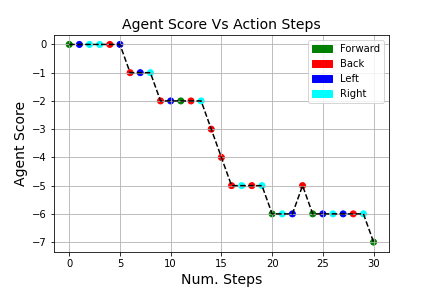 Agent Score Vs Action Steps
Forward
Back
Left
Right
Agent Score
0
−1
−2
−3
−4
−5
−6
−7
0 5 10 15 20 25 30
Num. Steps